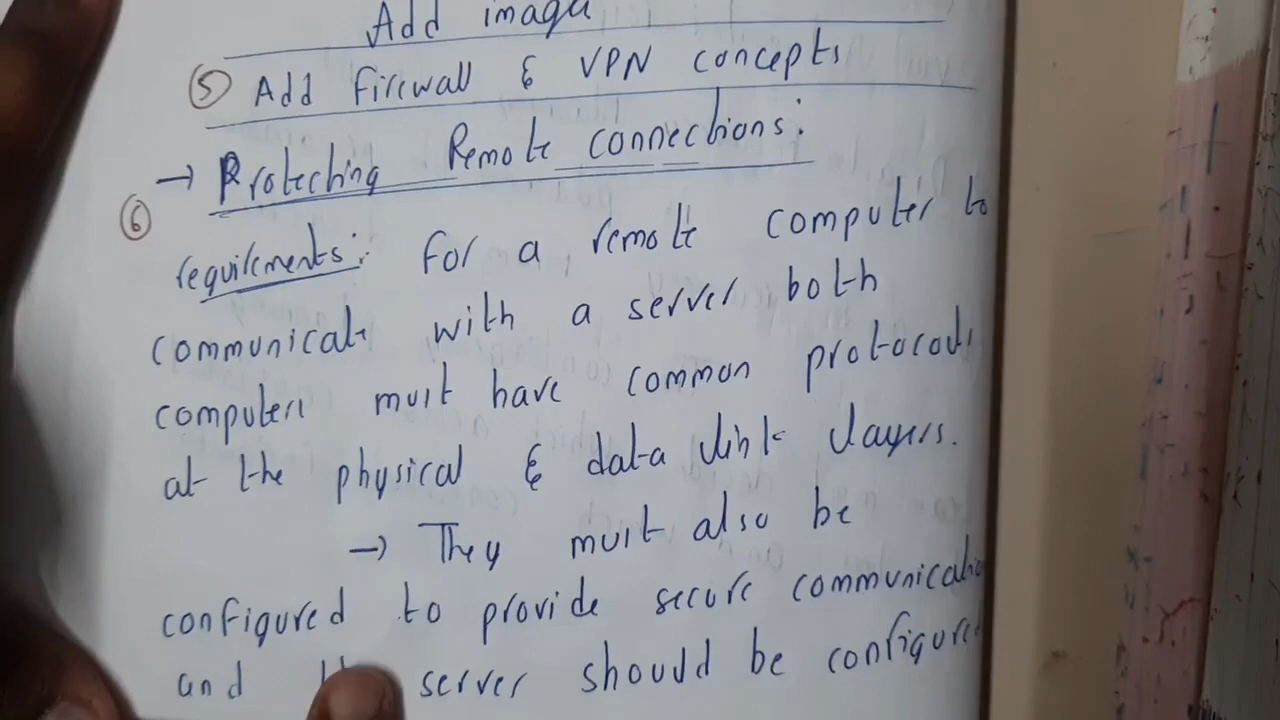 Add image
⑤ Add firewall & VPN concepts
→ Protecting Remote connections:
⑥
requirements: For a remote computer to
communicate with a server both
computers must have common protocols
at the physical & data link layers.
→ They must also be
configured to provide secure communication
and server should be configured